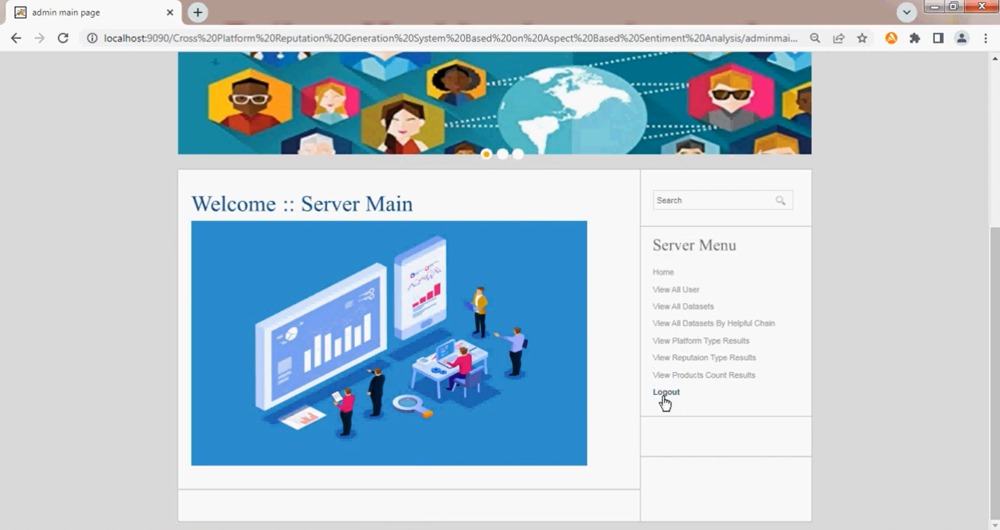 admin main page
localhost:9090/Cross%20Platform%20Reputation%20Generation%20System%20Based%20on%20Aspect%20Based%20Sentiment%20Analysis/adminmai...
Welcome :: Server Main
Search
Server Menu
Home
View All User
View All Datasets
View All Datasets By Helpful Chain
View Platform Type Results
View Reputaion Type Results
View Products Count Results
Logout